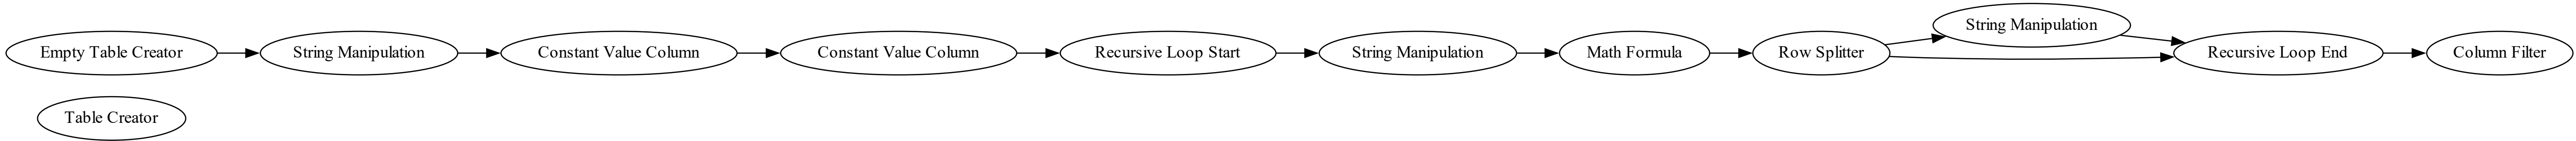 Empty Table Creator
String Manipulation
Constant Value Column
Constant Value Column
Recursive Loop Start
String Manipulation
Math Formula
Row Splitter
String Manipulation
Recursive Loop End
Column Filter
Table Creator